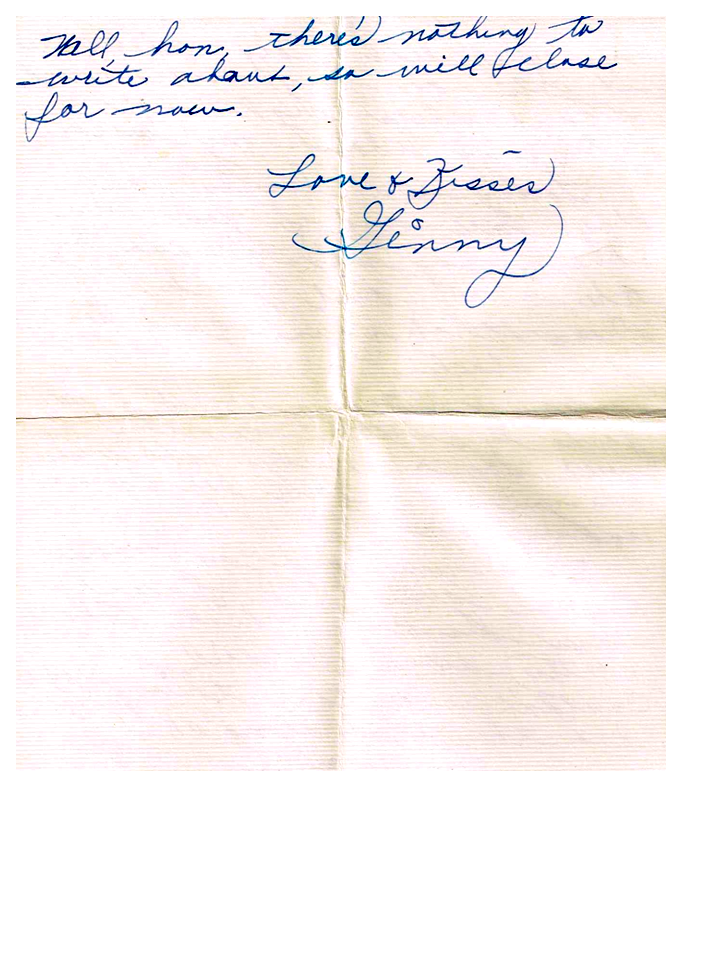 Well, hon, there's nothing to
write about, so will close
for now.
Love & Kisses
Ginny